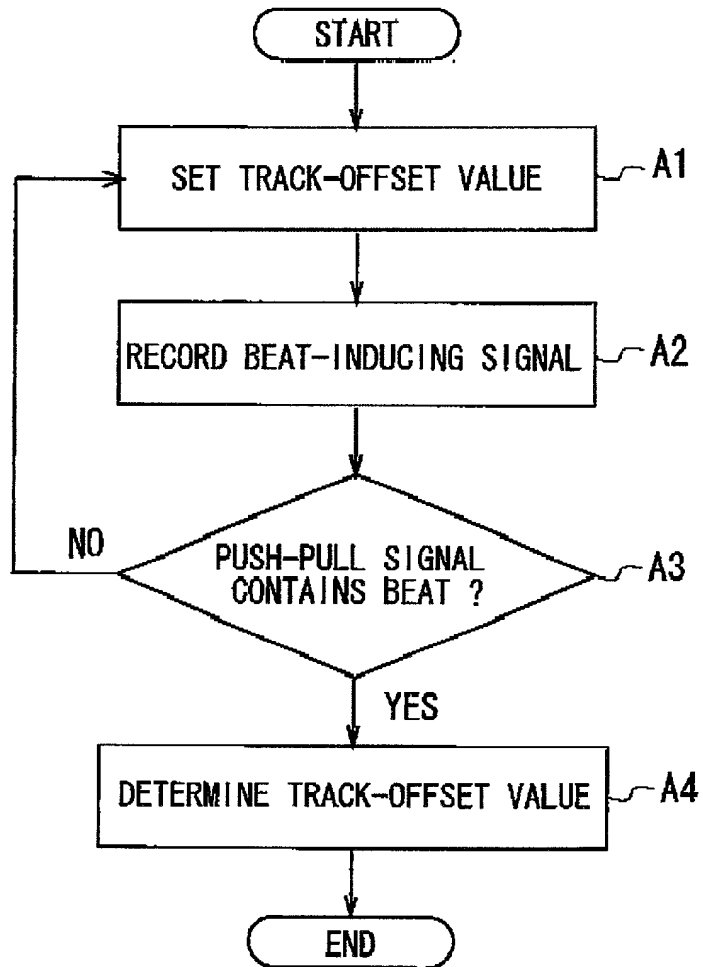 START
SET TRACK-OFFSET VALUE
A1
RECORD BEAT-INDUCING SIGNAL
A2
NO
PUSH-PULL SIGNAL
CONTAINS BEAT ?
A3
YES
DETERMINE TRACK-OFFSET VALUE
A4
END